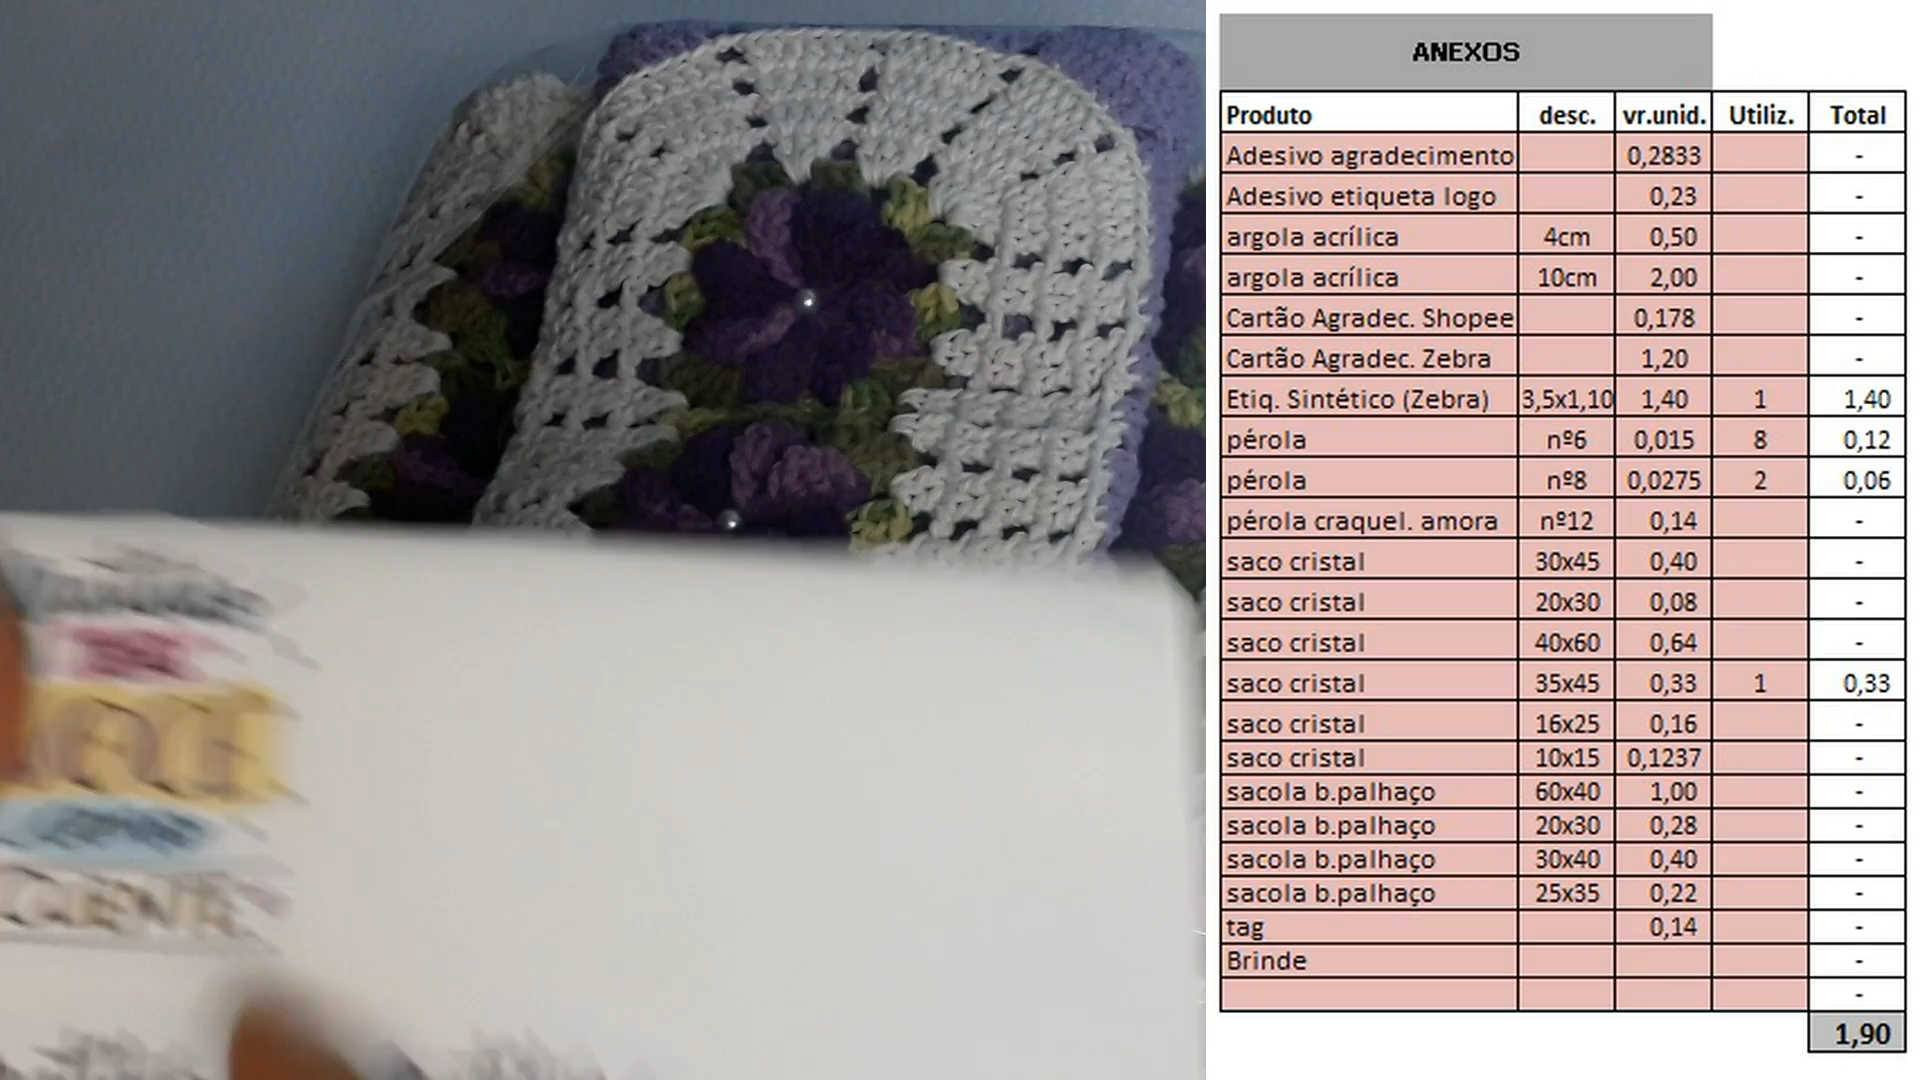 ANEXOS
Produto desc. vr.unid. Utiliz. Total
Adesivo agradecimento 0,2833 -
Adesivo etiqueta logo 0,23 -
argola acrílica 4cm 0,50 -
argola acrílica 10cm 2,00 -
Cartão Agradec. Shopee 0,178 -
Cartão Agradec. Zebra 1,20 -
Etiq. Sintético (Zebra) 3,5x1,10 1,40 1 1,40
pérola nº6 0,015 8 0,12
pérola nº8 0,0275 2 0,06
pérola craquel. amora nº12 0,14 -
saco cristal 30x45 0,40 -
saco cristal 20x30 0,08 -
saco cristal 40x60 0,64 -
saco cristal 35x45 0,33 1 0,33
saco cristal 16x25 0,16 -
saco cristal 10x15 0,1237 -
sacola b.palhaço 60x40 1,00 -
sacola b.palhaço 20x30 0,28 -
sacola b.palhaço 30x40 0,40 -
sacola b.palhaço 25x35 0,22 -
tag 0,14 -
Brinde -
-
1,90